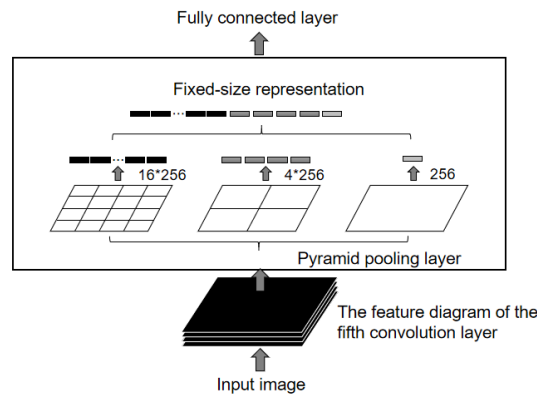 Fully connected layer
Fixed-size representation
16*256
4*256
256
Pyramid pooling layer
The feature diagram of the
fifth convolution layer
Input image